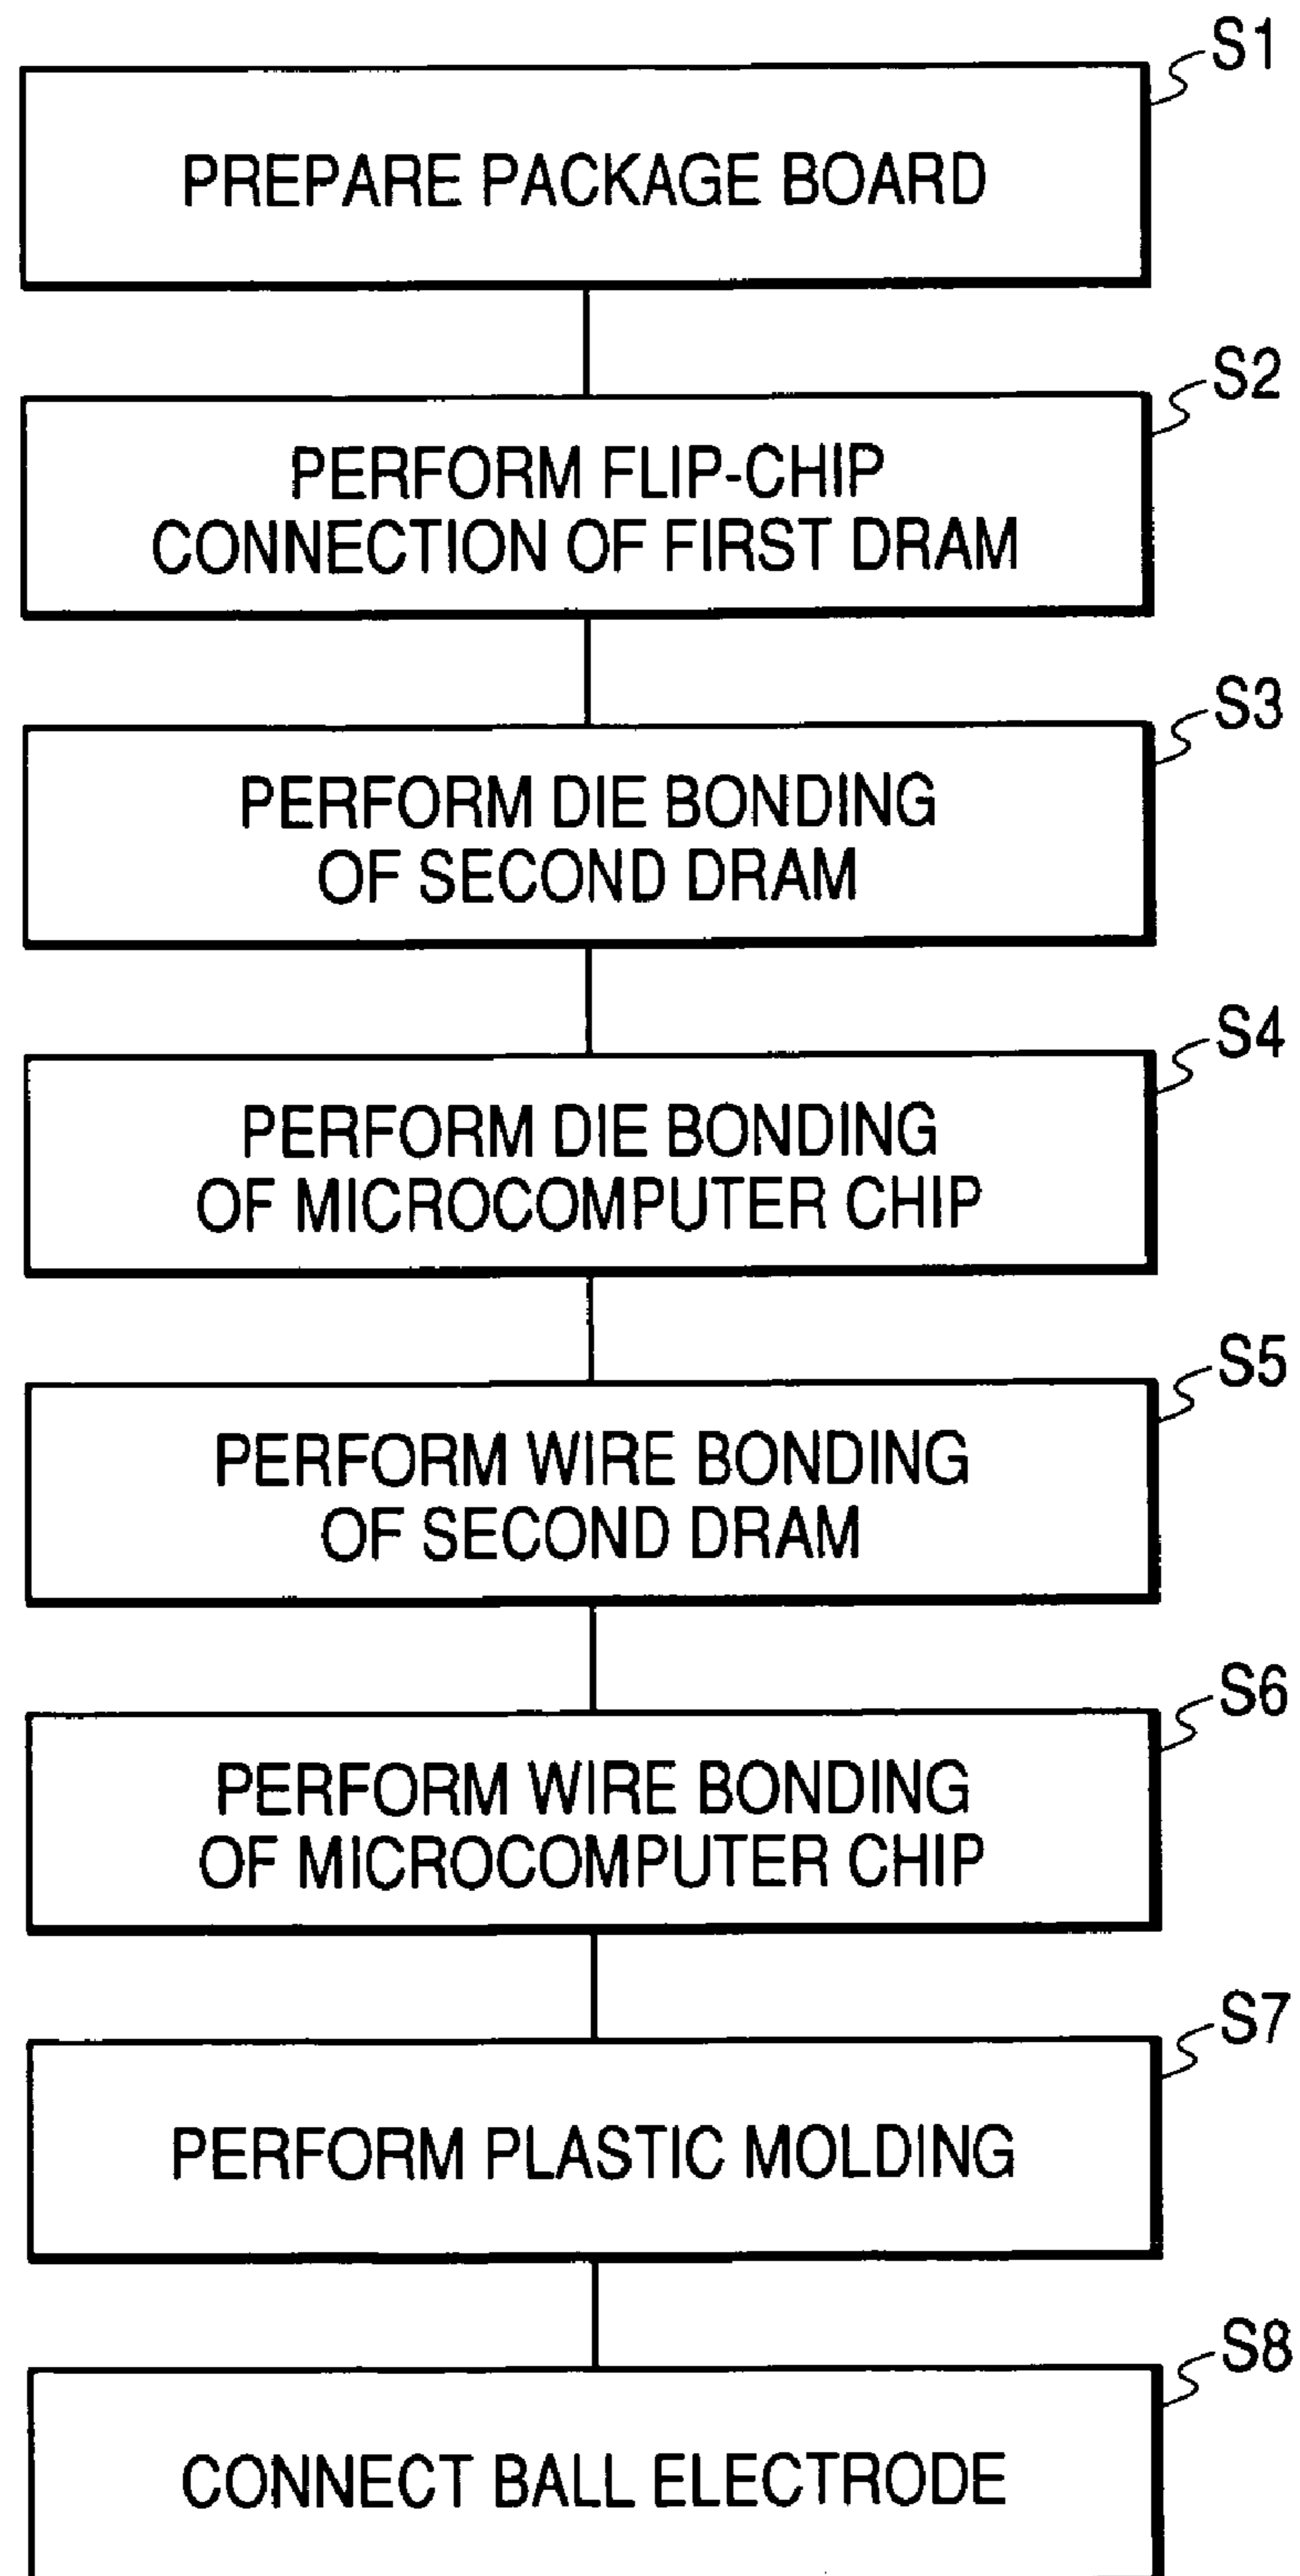 S1
PREPARE PACKAGE BOARD
S2
PERFORM FLIP-CHIP
CONNECTION OF FIRST DRAM
S3
PERFORM DIE BONDING
OF SECOND DRAM
S4
PERFORM DIE BONDING
OF MICROCOMPUTER CHIP
S5
PERFORM WIRE BONDING
OF SECOND DRAM
S6
PERFORM WIRE BONDING
OF MICROCOMPUTER CHIP
S7
PERFORM PLASTIC MOLDING
S8
CONNECT BALL ELECTRODE